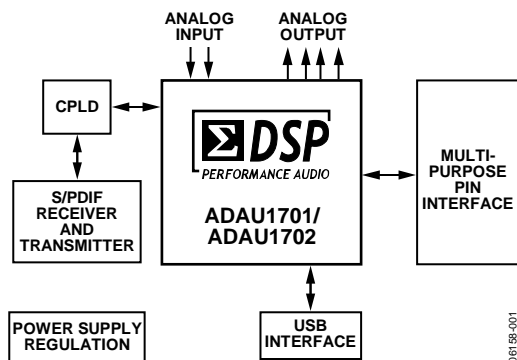 ANALOG
INPUT
ANALOG
OUTPUT
CPLD
S/PDIF
RECEIVER
AND
TRANSMITTER
ΣDSP
PERFORMANCE AUDIO
ADAU1701/
ADAU1702
MULTI-
PURPOSE
PIN
INTERFACE
POWER SUPPLY
REGULATION
USB
INTERFACE
06158-001